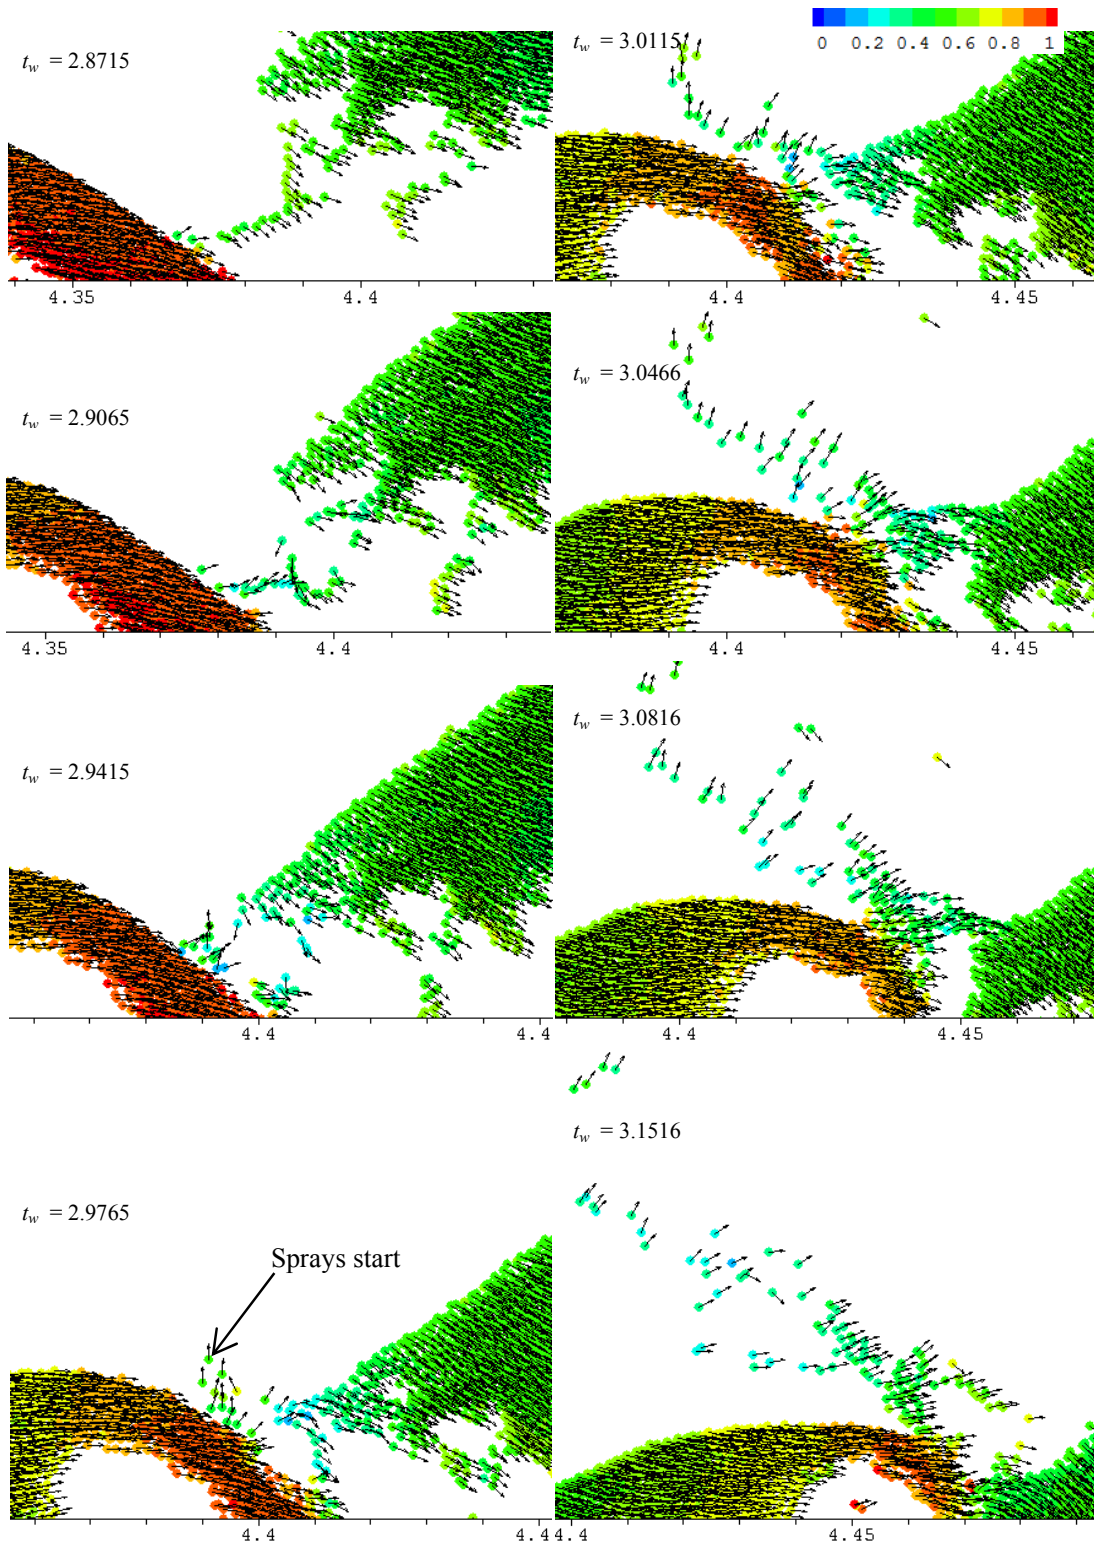 0 0.2 0.4 0.6 0.8 1
t_w = 2.8715
t_w = 3.0115
4.35 4.4
4.4 4.45
t_w = 2.9065
t_w = 3.0466
4.35 4.4
4.4 4.45
t_w = 2.9415
t_w = 3.0816
4.4 4.4
4.4 4.45
t_w = 2.9765
t_w = 3.1516
Sprays start
4.4 4.4
4.4 4.45